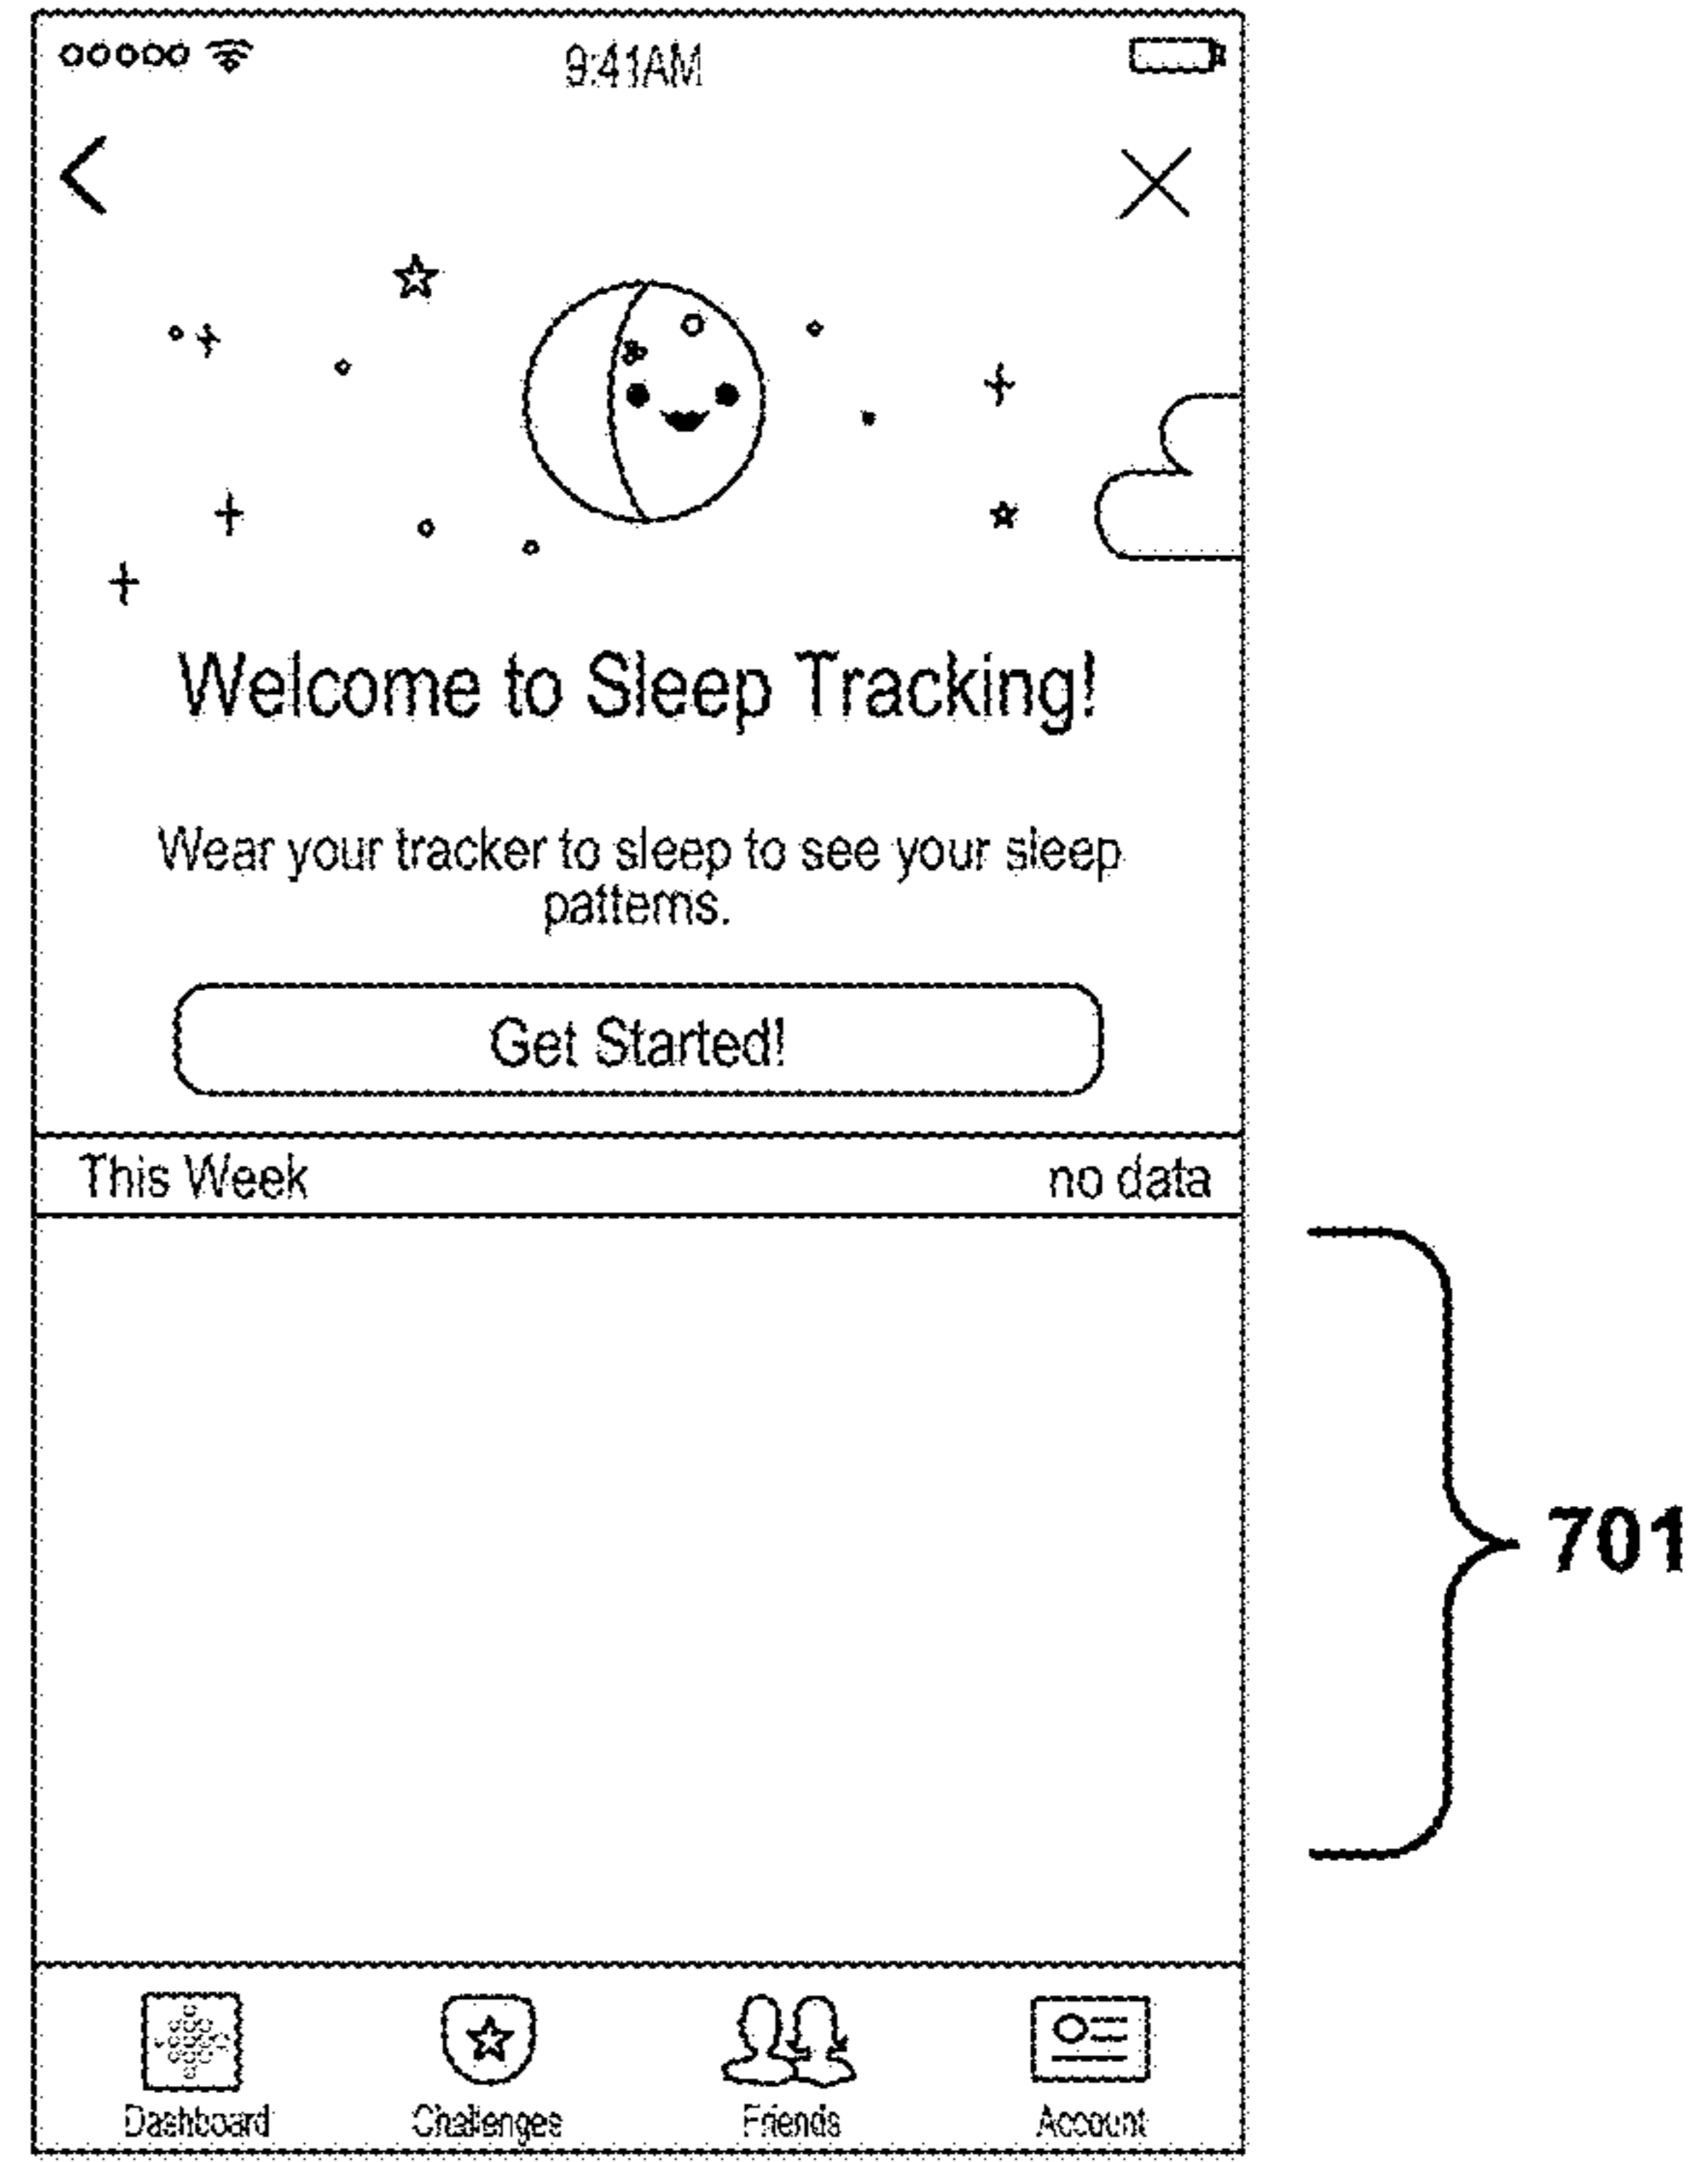 9:41AM
Welcome to Sleep Tracking!
Wear your tracker to sleep to see your sleep
patterns.
Get Started!
This Week no data
701
Dashboard Challenges Friends Account